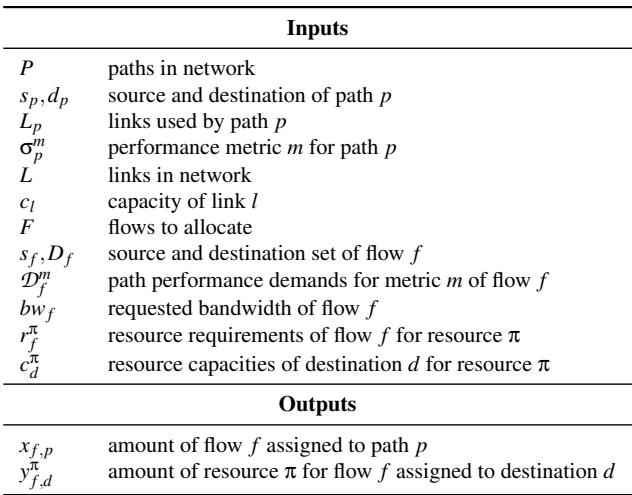 Inputs
P paths in network
s_p, d_p source and destination of path p
L_p links used by path p
σ_p^m performance metric m for path p
L links in network
c_l capacity of link l
F flows to allocate
s_f, D_f source and destination set of flow f
𝒟_f^m path performance demands for metric m of flow f
bw_f requested bandwidth of flow f
r_f^π resource requirements of flow f for resource π
c_d^π resource capacities of destination d for resource π
Outputs
x_{f,p} amount of flow f assigned to path p
y_{f,d}^π amount of resource π for flow f assigned to destination d